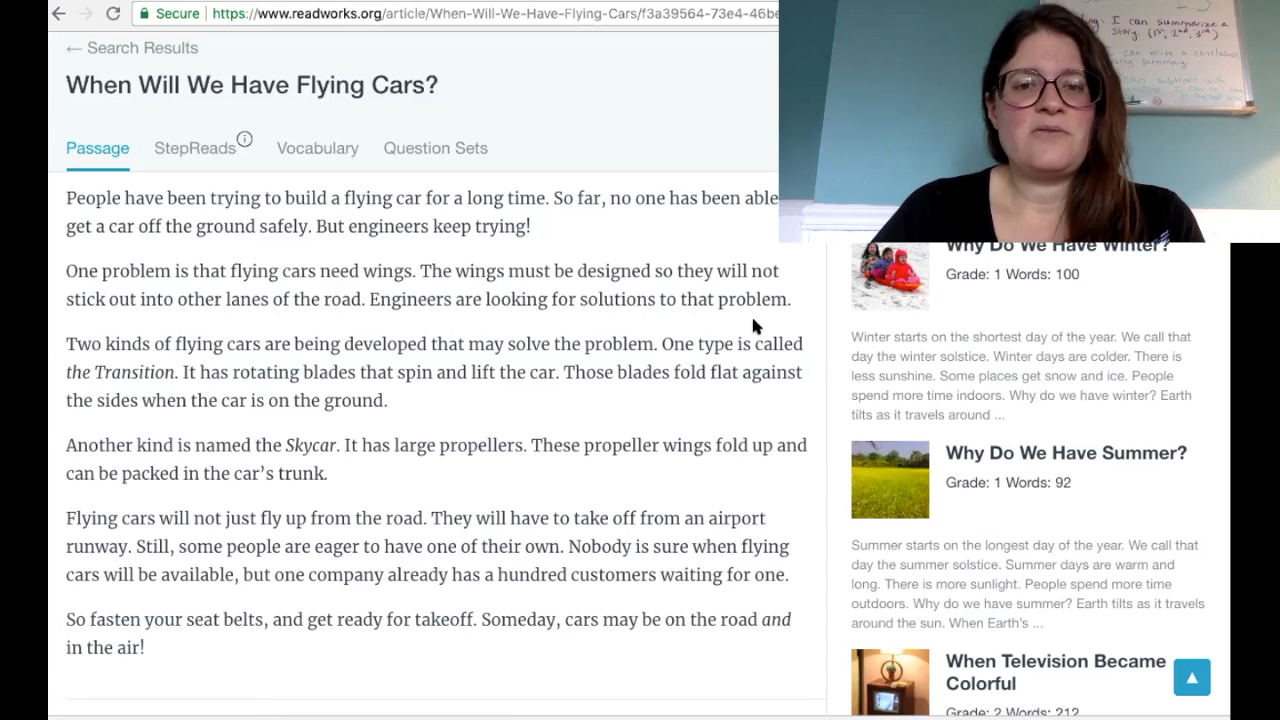 Secure https://www.readworks.org/article/When-Will-We-Have-Flying-Cars/f3a39564-73e4-46be
← Search Results
When Will We Have Flying Cars?
Passage StepReads Vocabulary Question Sets
People have been trying to build a flying car for a long time. So far, no one has been able
get a car off the ground safely. But engineers keep trying!
One problem is that flying cars need wings. The wings must be designed so they will not
stick out into other lanes of the road. Engineers are looking for solutions to that problem.
Two kinds of flying cars are being developed that may solve the problem. One type is called
the Transition. It has rotating blades that spin and lift the car. Those blades fold flat against
the sides when the car is on the ground.
Another kind is named the Skycar. It has large propellers. These propeller wings fold up and
can be packed in the car’s trunk.
Flying cars will not just fly up from the road. They will have to take off from an airport
runway. Still, some people are eager to have one of their own. Nobody is sure when flying
cars will be available, but one company already has a hundred customers waiting for one.
So fasten your seat belts, and get ready for takeoff. Someday, cars may be on the road and
in the air!
I can summarize a
story. (1st, 2nd, 3rd)
can write a conclusion
summary.
can subtract with
Why Do We Have Winter?
Grade: 1 Words: 100
Winter starts on the shortest day of the year. We call that
day the winter solstice. Winter days are colder. There is
less sunshine. Some places get snow and ice. People
spend more time indoors. Why do we have winter? Earth
tilts as it travels around ...
Why Do We Have Summer?
Grade: 1 Words: 92
Summer starts on the longest day of the year. We call that
day the summer solstice. Summer days are warm and
long. There is more sunlight. People spend more time
outdoors. Why do we have summer? Earth tilts as it travels
around the sun. When Earth’s ...
When Television Became
Colorful
Grade: 2 Words: 212